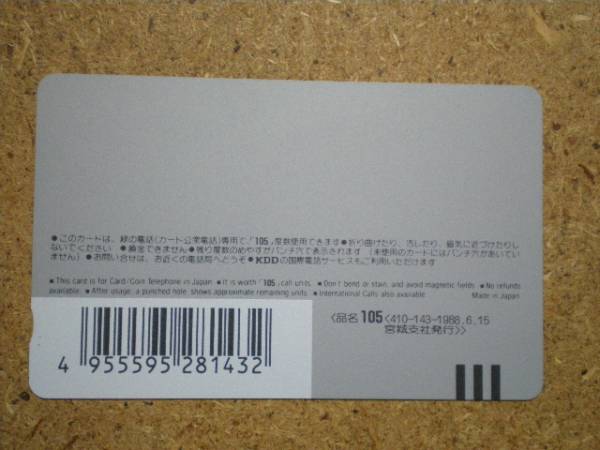 ●このカードは、緑の電話(カード公衆電話)専用で、「105」度数使用できます●折り曲げたり、汚したり、磁気に近づけたりし
ないでください ●換金できません●残り度数のめやすがパンチ穴で表示されます (未使用のカードにはパンチ穴があいてい
ません) ●お問い合せは、お近くの電話局へどうぞ ●KDDの国際電話サービスもご利用いただけます
■ This card is for Card/Coin Telephone in Japan ■ It is worth 「105」 call units. ■ Don't bend or stain, and avoid magnetic fields ■ No refunds
available. ■ After usage, a punched hole shows approximate remaining units. ■ International Calls also available Made in Japan
〈品名 105〈410-143-1988.6.15
宮城支社発行〉〉
4 955595 281432